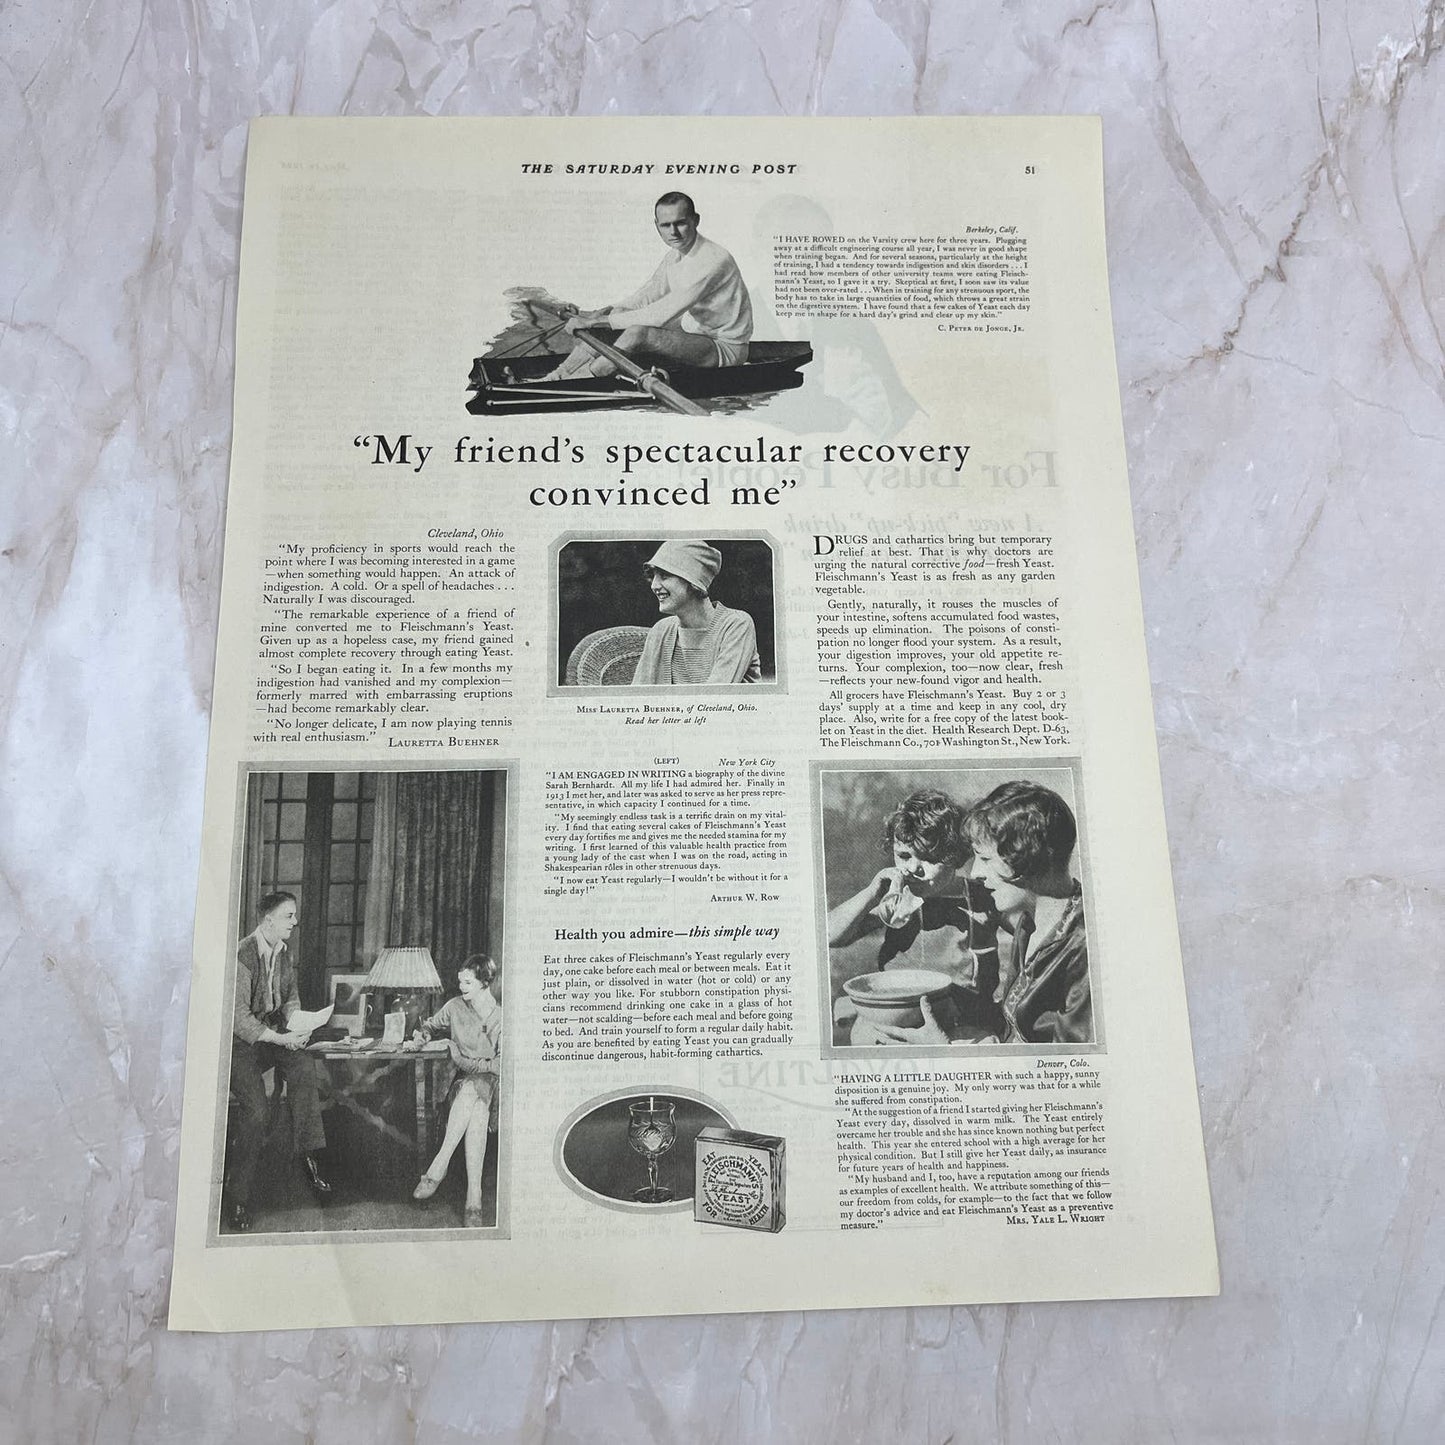 THE SATURDAY EVENING POST
51
Berkeley, Calif.
"I HAVE ROWED on the Varsity crew here for three years. Plugging
away at a difficult engineering course all year, I was never in good shape
when training began. And for several seasons, particularly at the height
of training, I had a tendency towards indigestion and skin disorders . . . I
had read how members of other university teams were eating Fleisch-
mann's Yeast, so I gave it a try. Skeptical at first, I soon saw its value
had not been over-rated . . . When in training for any strenuous sport, the
body has to take in large quantities of food, which throws a great strain
on the digestive system. I have found that a few cakes of Yeast each day
keep me in shape for a hard day's grind and clear up my skin."
C. PETER DE JONGE, JR.
"My friend's spectacular recovery
convinced me"
Cleveland, Ohio
"My proficiency in sports would reach the
point where I was becoming interested in a game
—when something would happen. An attack of
indigestion. A cold. Or a spell of headaches . . .
Naturally I was discouraged.
"The remarkable experience of a friend of
mine converted me to Fleischmann's Yeast.
Given up as a hopeless case, my friend gained
almost complete recovery through eating Yeast.
"So I began eating it. In a few months my
indigestion had vanished and my complexion—
formerly marred with embarrassing eruptions
—had become remarkably clear.
"No longer delicate, I am now playing tennis
with real enthusiasm." LAURETTA BUEHNER
MISS LAURETTA BUEHNER, of Cleveland, Ohio.
Read her letter at left
DRUGS and cathartics bring but temporary
relief at best. That is why doctors are
urging the natural corrective food—fresh Yeast.
Fleischmann's Yeast is as fresh as any garden
vegetable.
Gently, naturally, it rouses the muscles of
your intestine, softens accumulated food wastes,
speeds up elimination. The poisons of consti-
pation no longer flood your system. As a result,
your digestion improves, your old appetite re-
turns. Your complexion, too—now clear, fresh
—reflects your new-found vigor and health.
All grocers have Fleischmann's Yeast. Buy 2 or 3
days' supply at a time and keep in any cool, dry
place. Also, write for a free copy of the latest book-
let on Yeast in the diet. Health Research Dept. D-63,
The Fleischmann Co., 701 Washington St., New York.
(LEFT) New York City
"I AM ENGAGED IN WRITING a biography of the divine
Sarah Bernhardt. All my life I had admired her. Finally in
1913 I met her, and later was asked to serve as her press repre-
sentative, in which capacity I continued for a time.
"My seemingly endless task is a terrific drain on my vital-
ity. I find that eating several cakes of Fleischmann's Yeast
every day fortifies me and gives me the needed stamina for my
writing. I first learned of this valuable health practice from
a young lady of the cast when I was on the road, acting in
Shakespearian rôles in other strenuous days.
"I now eat Yeast regularly—I wouldn't be without it for a
single day!"
ARTHUR W. ROW
Health you admire—this simple way
Eat three cakes of Fleischmann's Yeast regularly every
day, one cake before each meal or between meals. Eat it
just plain, or dissolved in water (hot or cold) or any
other way you like. For stubborn constipation physi-
cians recommend drinking one cake in a glass of hot
water—not scalding—before each meal and before going
to bed. And train yourself to form a regular daily habit.
As you are benefited by eating Yeast you can gradually
discontinue dangerous, habit-forming cathartics.
EAT YEAST
FLEISCHMANN'S
YEAST
FOR HEALTH
Denver, Colo.
"HAVING A LITTLE DAUGHTER with such a happy, sunny
disposition is a genuine joy. My only worry was that for a while
she suffered from constipation.
"At the suggestion of a friend I started giving her Fleischmann's
Yeast every day, dissolved in warm milk. The Yeast entirely
overcame her trouble and she has since known nothing but perfect
health. This year she entered school with a high average for her
physical condition. But I still give her Yeast daily, as insurance
for future years of health and happiness.
"My husband and I, too, have a reputation among our friends
as examples of excellent health. We attribute something of this—
our freedom from colds, for example—to the fact that we follow
my doctor's advice and eat Fleischmann's Yeast as a preventive
measure." MRS. YALE L. WRIGHT